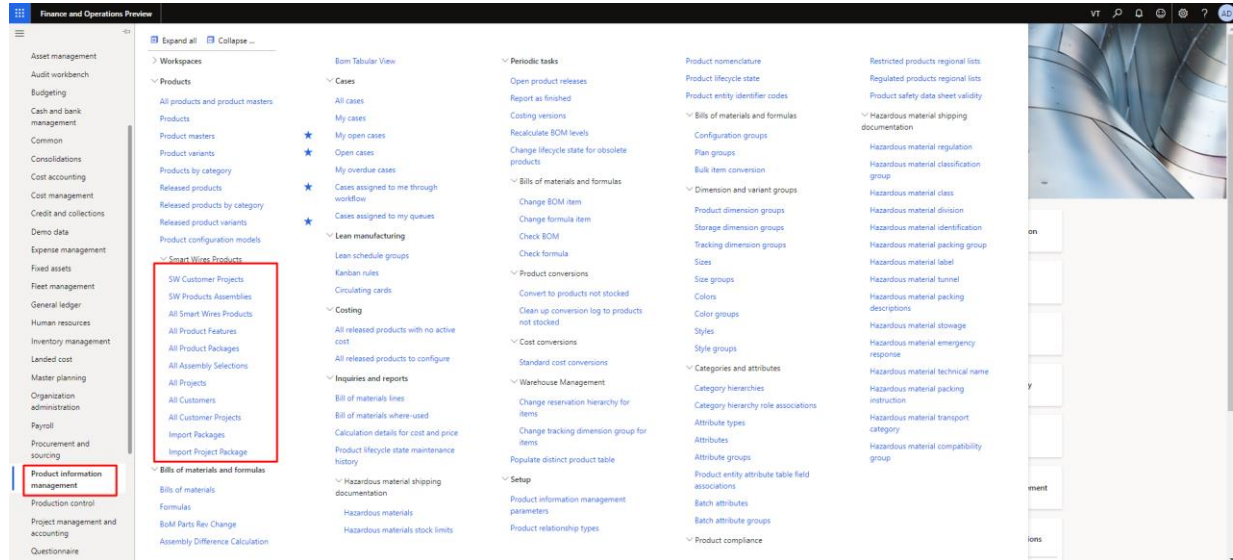 Finance and Operations Preview
VT
?
AD
Asset management
Audit workbench
Budgeting
Cash and bank
management
Common
Consolidations
Cost accounting
Cost management
Credit and collections
Demo data
Expense management
Fixed assets
Fleet management
General ledger
Human resources
Inventory management
Landed cost
Master planning
Organization
administration
Payroll
Procurement and
sourcing
Product information
management
Production control
Project management and
accounting
Questionnaire
Expand all
Collapse ...
Workspaces
Products
All products and product masters
Products
Product masters
Product variants
Products by category
Released products
Released products by category
Released product variants
Product configuration models
Smart Wires Products
SW Customer Projects
SW Products Assemblies
All Smart Wires Products
All Product Features
All Product Packages
All Assembly Selections
All Projects
All Customers
All Customer Projects
Import Packages
Import Project Package
Bills of materials and formulas
Bills of materials
Formulas
BoM Parts Rev Change
Assembly Difference Calculation
Bom Tabular View
Cases
All cases
My cases
My open cases
Open cases
My overdue cases
Cases assigned to me through
workflow
Cases assigned to my queues
Lean manufacturing
Lean schedule groups
Kanban rules
Circulating cards
Costing
All released products with no active
cost
All released products to configure
Inquiries and reports
Bill of materials lines
Bill of materials where-used
Calculation details for cost and price
Product lifecycle state maintenance
history
Hazardous material shipping
documentation
Hazardous materials
Hazardous materials stock limits
Periodic tasks
Open product releases
Report as finished
Costing versions
Recalculate BOM levels
Change lifecycle state for obsolete
products
Bills of materials and formulas
Change BOM item
Change formula item
Check BOM
Check formula
Product conversions
Convert to products not stocked
Clean up conversion log to products
not stocked
Cost conversions
Standard cost conversions
Warehouse Management
Change reservation hierarchy for
items
Change tracking dimension group for
items
Populate distinct product table
Setup
Product information management
parameters
Product relationship types
Product nomenclature
Product lifecycle state
Product entity identifier codes
Bills of materials and formulas
Configuration groups
Plan groups
Bulk item conversion
Dimension and variant groups
Product dimension groups
Storage dimension groups
Tracking dimension groups
Sizes
Size groups
Colors
Color groups
Styles
Style groups
Categories and attributes
Category hierarchies
Category hierarchy role associations
Attribute types
Attributes
Attribute groups
Product entity attribute table field
associations
Batch attributes
Batch attribute groups
Product compliance
Restricted products regional lists
Regulated products regional lists
Product safety data sheet validity
Hazardous material shipping
documentation
Hazardous material regulation
Hazardous material classification
group
Hazardous material class
Hazardous material division
Hazardous material identification
Hazardous material packing group
Hazardous material label
Hazardous material tunnel
Hazardous material packing
descriptions
Hazardous material stowage
Hazardous material emergency
response
Hazardous material technical name
Hazardous material packing
instruction
Hazardous material transport
category
Hazardous material compatibility
group
on
y
ement
ions